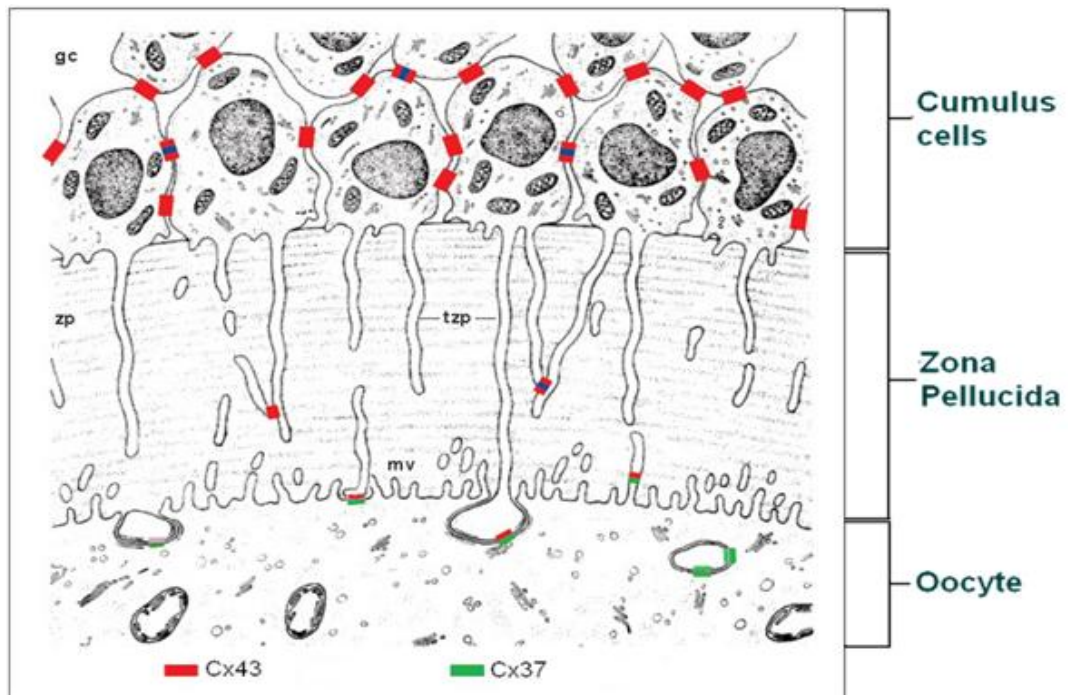 gc
Cumulus
cells
zp
tzp
Zona
Pellucida
mv
Oocyte
Cx43
Cx37